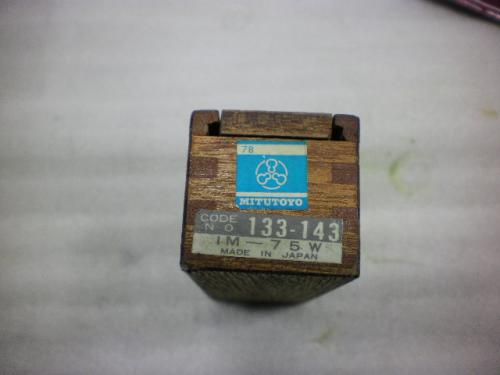 78
MITUTOYO
CODE NO 133-143
IM-75W
MADE IN JAPAN